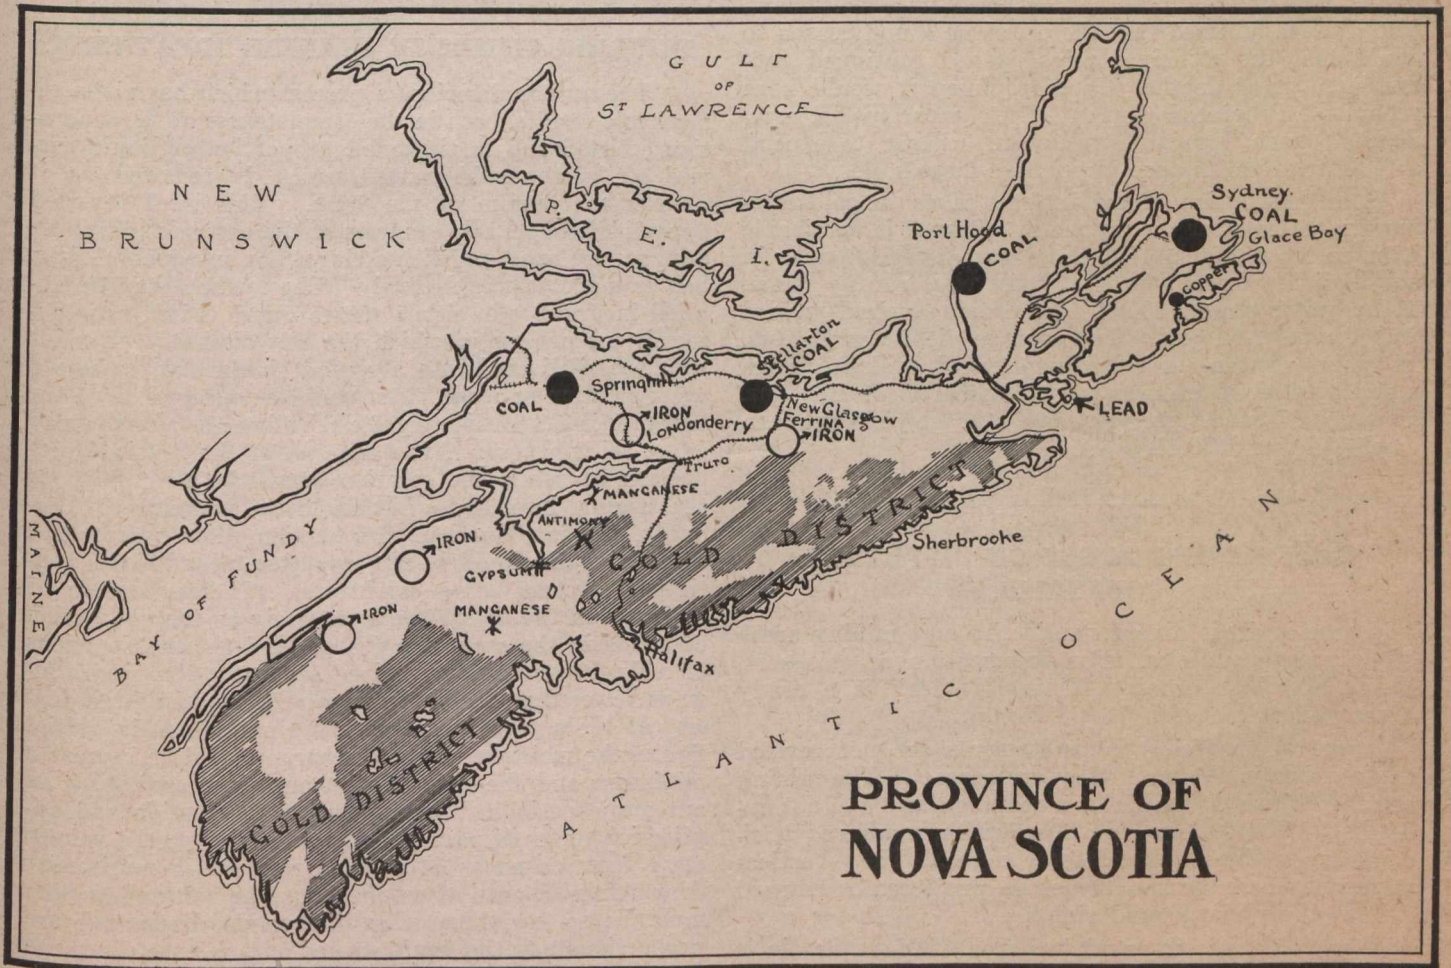 GULF
OF
ST LAWRENCE
NEW
BRUNSWICK
P.
E.
I.
Sydney.
COAL
Glace Bay
Port Hood
COAL
COPPER
Stellarton
COAL
Springhill
COAL
IRON
Londonderry
New Glasgow
FERRINA
IRON
LEAD
Truro
MANGANESE
ANTIMONY
GOLD DISTRICT
Sherbrooke
MAINE
BAY OF FUNDY
IRON
GYPSUM
IRON
MANGANESE
Halifax
GOLD DISTRICT
ATLANTIC OCEAN
PROVINCE OF
NOVA SCOTIA